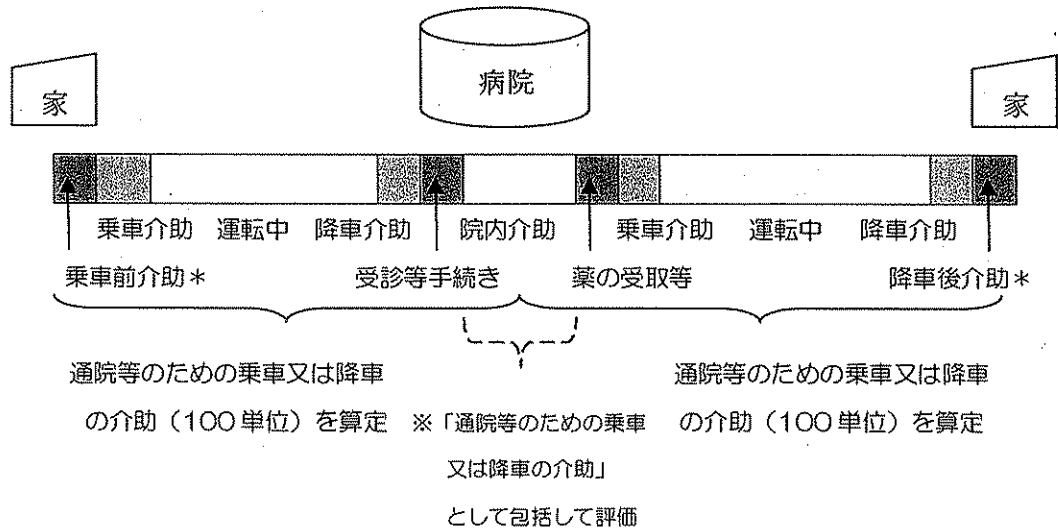 病院
家
家
乗車介助 運転中 降車介助 院内介助 乗車介助 運転中 降車介助
乗車前介助＊ 受診等手続き 薬の受取等 降車後介助＊
通院等のための乗車又は降車
の介助（100単位）を算定
※「通院等のための乗車
又は降車の介助」
として包括して評価
通院等のための乗車又は降車
の介助（100単位）を算定